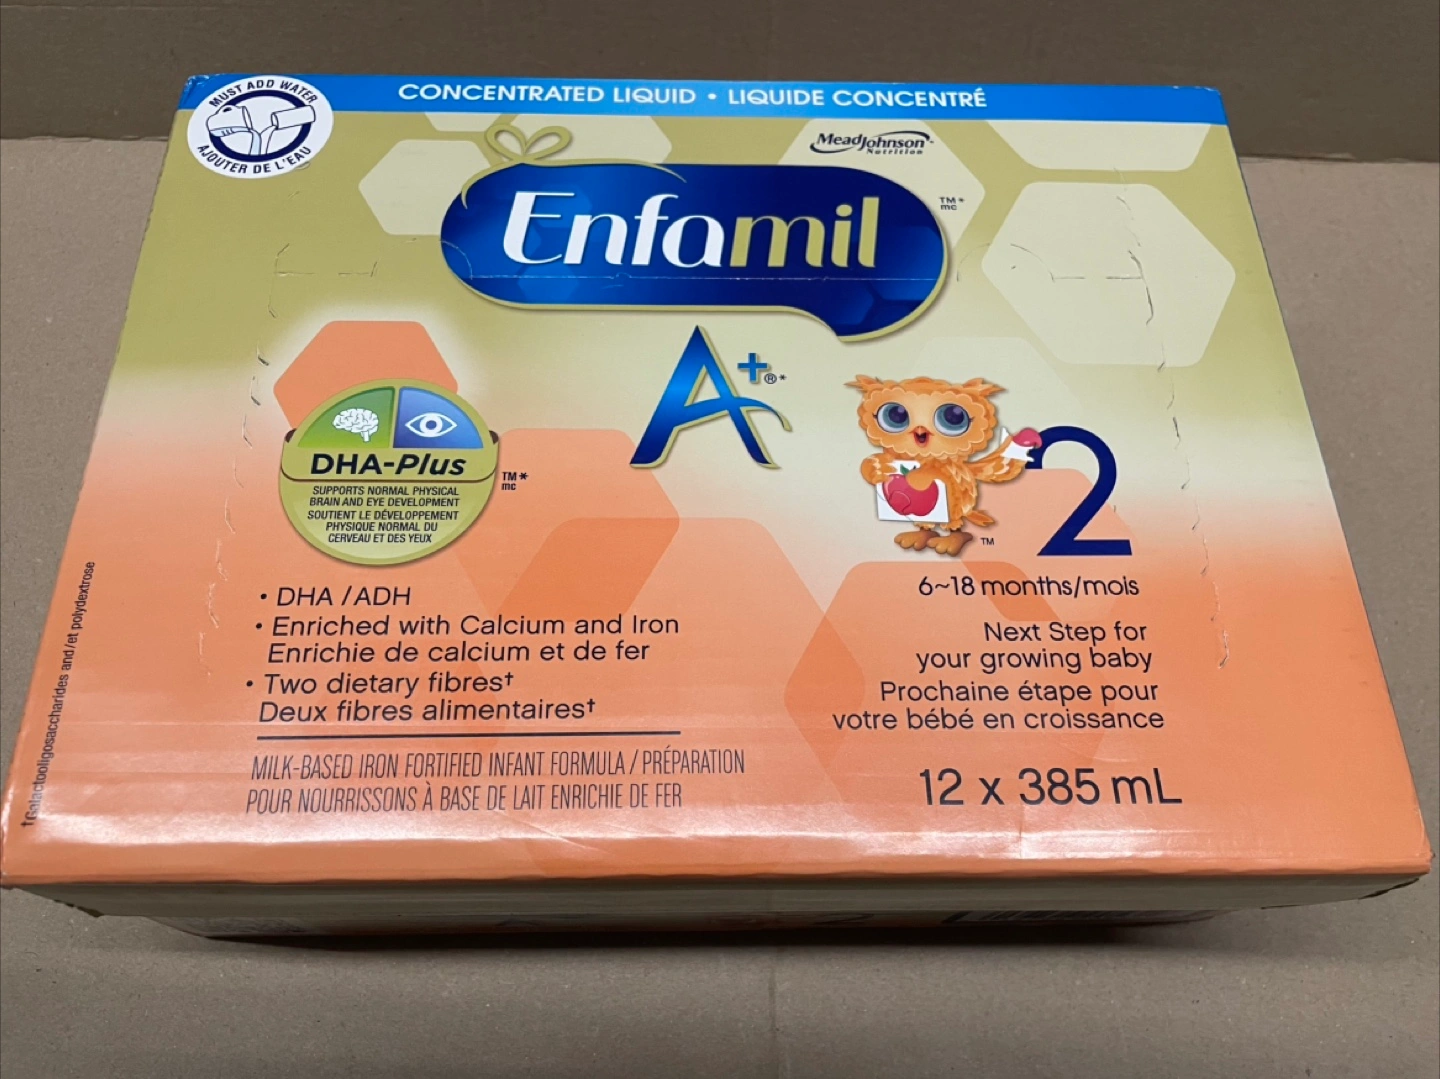 MUST ADD WATER
AJOUTER DE L'EAU
CONCENTRATED LIQUID • LIQUIDE CONCENTRÉ
MeadJohnson™
Nutrition
Enfamil
TM*
mc
A+®*
DHA-Plus
TM*
mc
SUPPORTS NORMAL PHYSICAL
BRAIN AND EYE DEVELOPMENT
SOUTIENT LE DÉVELOPPEMENT
PHYSIQUE NORMAL DU
CERVEAU ET DES YEUX
2
TM
6~18 months/mois
Next Step for
your growing baby
Prochaine étape pour
votre bébé en croissance
12 x 385 mL
• DHA / ADH
• Enriched with Calcium and Iron
Enrichie de calcium et de fer
• Two dietary fibres†
Deux fibres alimentaires†
MILK-BASED IRON FORTIFIED INFANT FORMULA / PRÉPARATION
POUR NOURRISSONS À BASE DE LAIT ENRICHIE DE FER
†Galactooligosaccharides and/et polydextrose